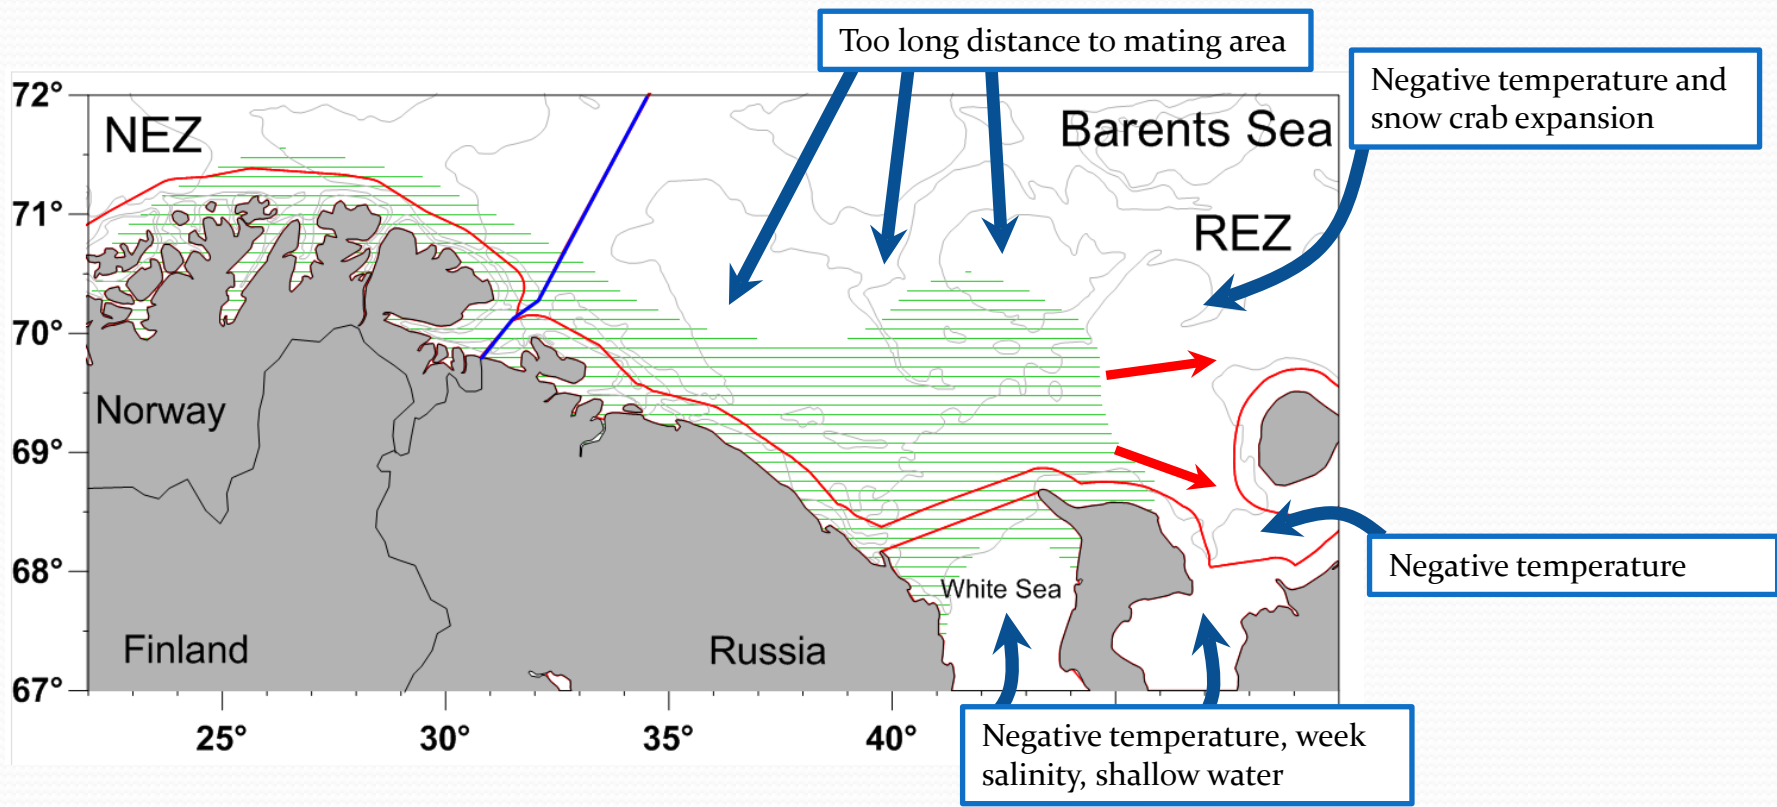 Too long distance to mating area
Negative temperature and
snow crab expansion
72°
NEZ
Barents Sea
71°
REZ
70°
Norway
69°
68°
White Sea
Negative temperature
Finland
Russia
67°
25°
30°
35°
40°
Negative temperature, week
salinity, shallow water